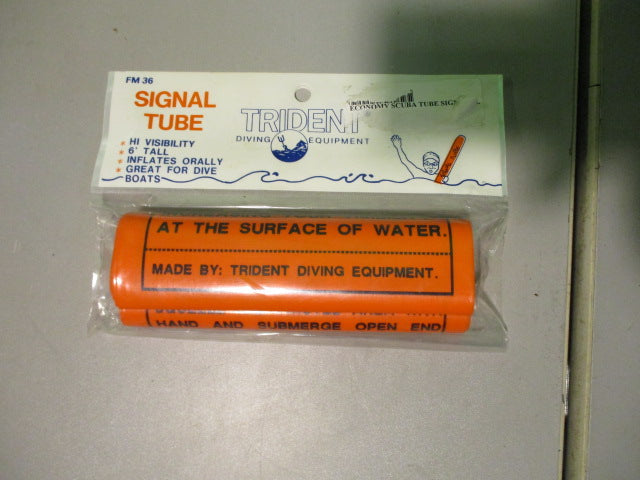 FM 36
SIGNAL
TUBE
* HI VISIBILITY
* 6' TALL
* INFLATES ORALLY
* GREAT FOR DIVE
BOATS
TRIDENT
DIVING EQUIPMENT
ECONOMY SCUBA TUBE SIG
AT THE SURFACE OF WATER.
MADE BY: TRIDENT DIVING EQUIPMENT.
HAND AND SUBMERGE OPEN END